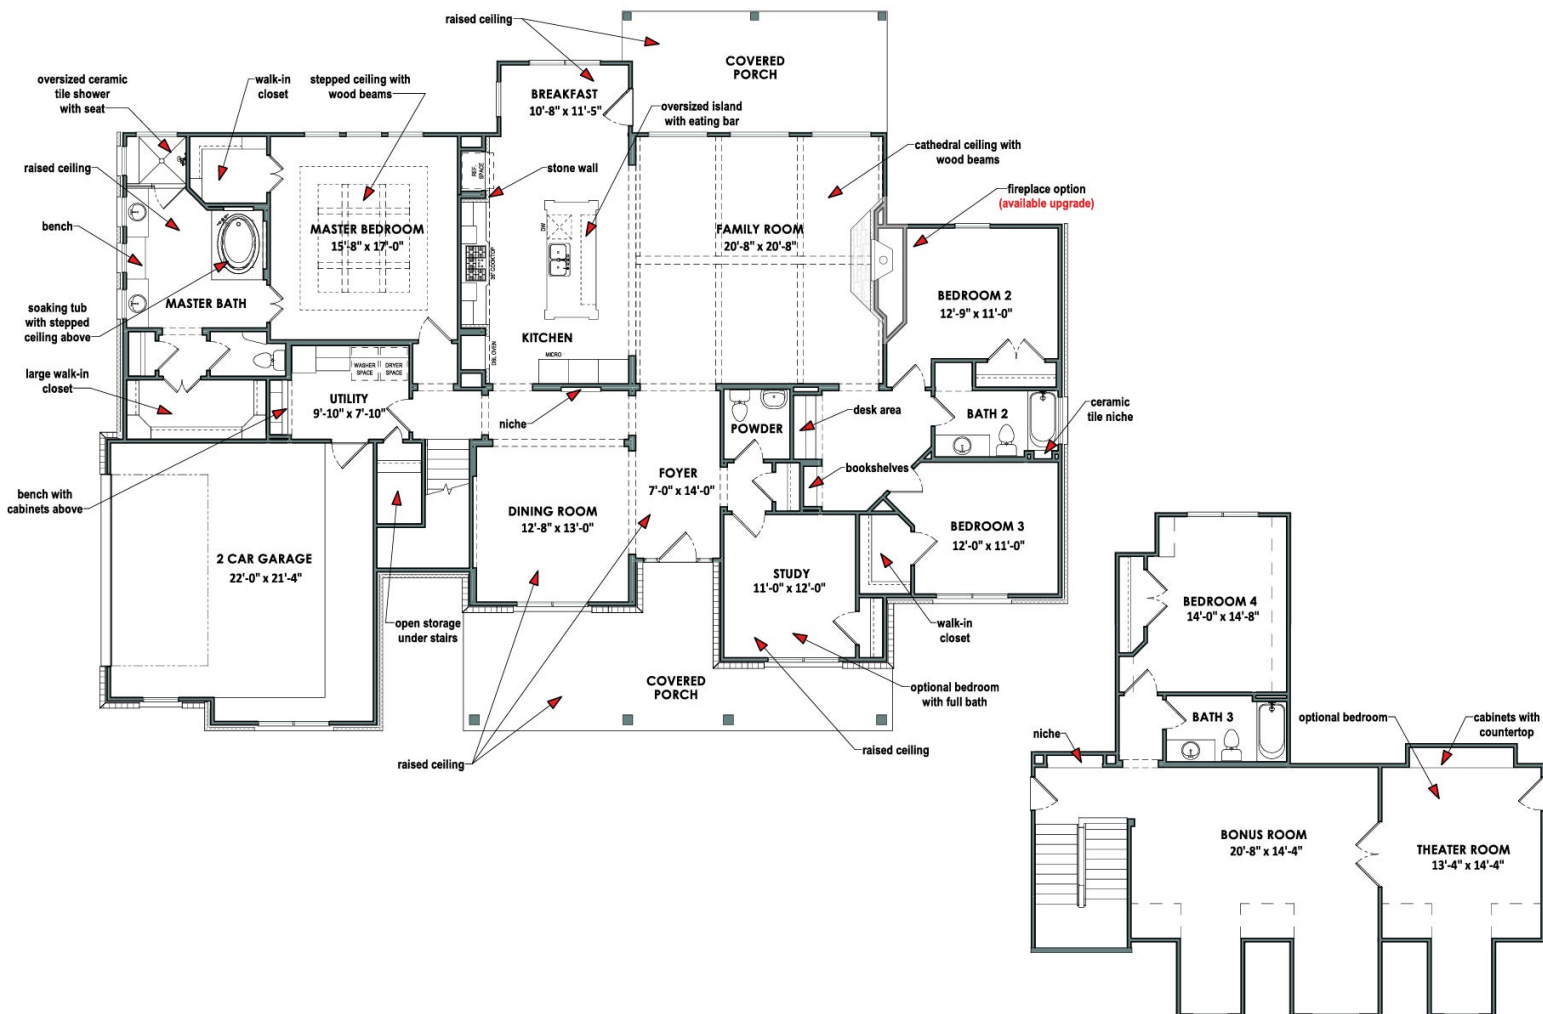 raised ceiling
COVERED
PORCH
oversized ceramic
tile shower
with seat
walk-in
closet
stepped ceiling with
wood beams
BREAKFAST
10'-8" x 11'-5"
oversized island
with eating bar
cathedral ceiling with
wood beams
raised ceiling
REF.
SPACE
stone wall
fireplace option
(available upgrade)
bench
MASTER BEDROOM
15'-8" x 17'-0"
DW
36" COOKTOP
FAMILY ROOM
20'-8" x 20'-8"
MASTER BATH
BEDROOM 2
12'-9" x 11'-0"
soaking tub
with stepped
ceiling above
KITCHEN
DBL OVEN
MICRO
large walk-in
closet
WASHER
SPACE
DRYER
SPACE
UTILITY
9'-10" x 7'-10"
niche
POWDER
desk area
BATH 2
ceramic
tile niche
bench with
cabinets above
FOYER
7'-0" x 14'-0"
bookshelves
DINING ROOM
12'-8" x 13'-0"
BEDROOM 3
12'-0" x 11'-0"
2 CAR GARAGE
22'-0" x 21'-4"
STUDY
11'-0" x 12'-0"
open storage
under stairs
walk-in
closet
COVERED
PORCH
optional bedroom
with full bath
raised ceiling
raised ceiling
BEDROOM 4
14'-0" x 14'-8"
niche
BATH 3
optional bedroom
cabinets with
countertop
BONUS ROOM
20'-8" x 14'-4"
THEATER ROOM
13'-4" x 14'-4"